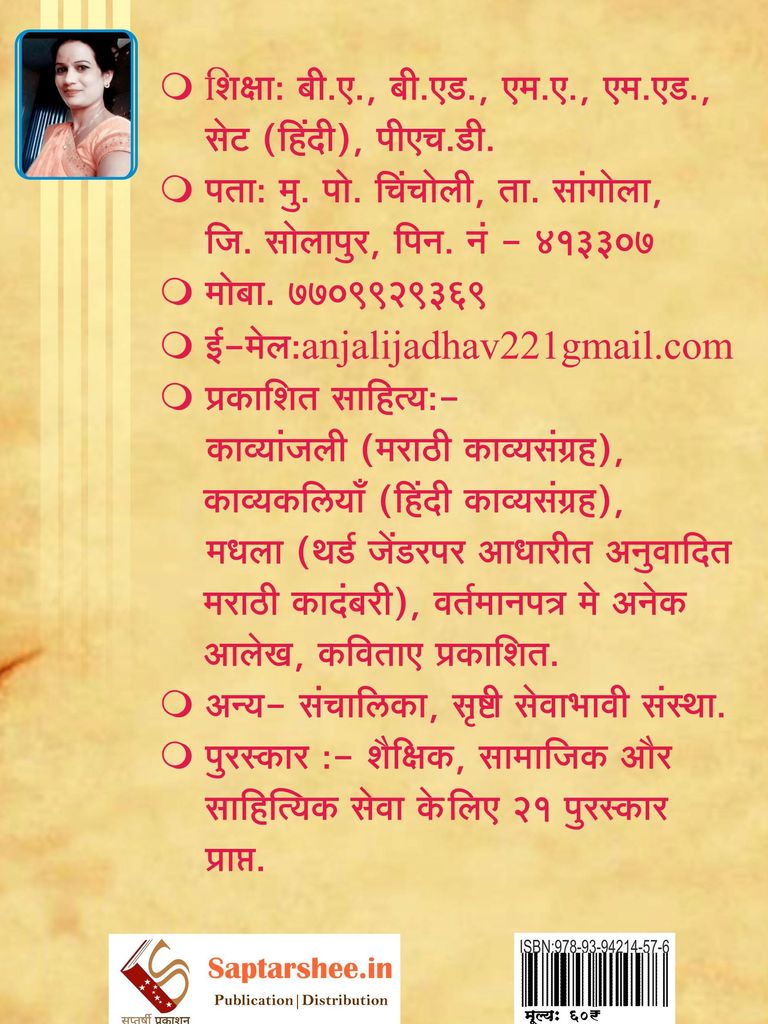 ❍ शिक्षा: बी.ए., बी.एड., एम.ए., एम.एड.,
सेट (हिंदी), पीएच.डी.
❍ पता: मु. पो. चिंचोली, ता. सांगोला,
जि. सोलापुर, पिन. नं - ४१३३०७
❍ मोबा. ७७०९९२९३६९
❍ ई-मेल:anjalijadhav221gmail.com
❍ प्रकाशित साहित्य:-
काव्यांजली (मराठी काव्यसंग्रह),
काव्यकलियाँ (हिंदी काव्यसंग्रह),
मधला (थर्ड जेंडरपर आधारीत अनुवादित
मराठी कादंबरी), वर्तमानपत्र मे अनेक
आलेख, कविताए प्रकाशित.
❍ अन्य- संचालिका, सृष्टी सेवाभावी संस्था.
❍ पुरस्कार :- शैक्षिक, सामाजिक और
साहित्यिक सेवा केलिए २१ पुरस्कार
प्राप्त.
Saptarshee.in
Publication|Distribution
सप्तर्षी प्रकाशन
ISBN:978-93-94214-57-6
मूल्य: ६०₹